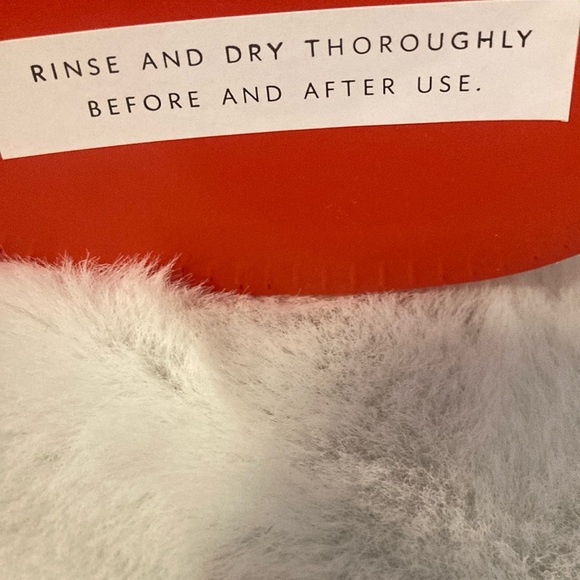 RINSE AND DRY THOROUGHLY
BEFORE AND AFTER USE.